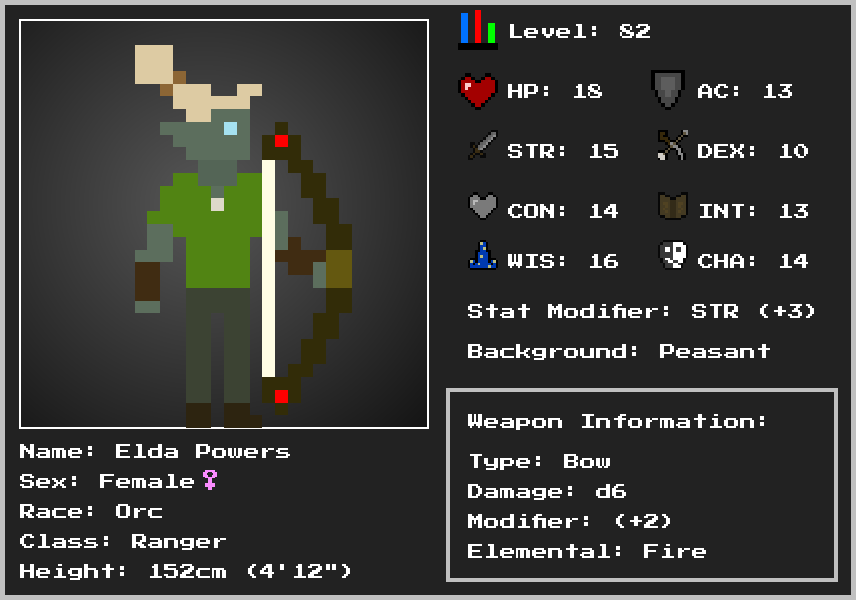 Level: 82
HP: 18
AC: 13
STR: 15
DEX: 10
CON: 14
INT: 13
WIS: 16
CHA: 14
Stat Modifier: STR (+3)
Background: Peasant
Name: Elda Powers
Sex: Female♀
Race: Orc
Class: Ranger
Height: 152cm (4'12")
Weapon Information:
Type: Bow
Damage: d6
Modifier: (+2)
Elemental: Fire